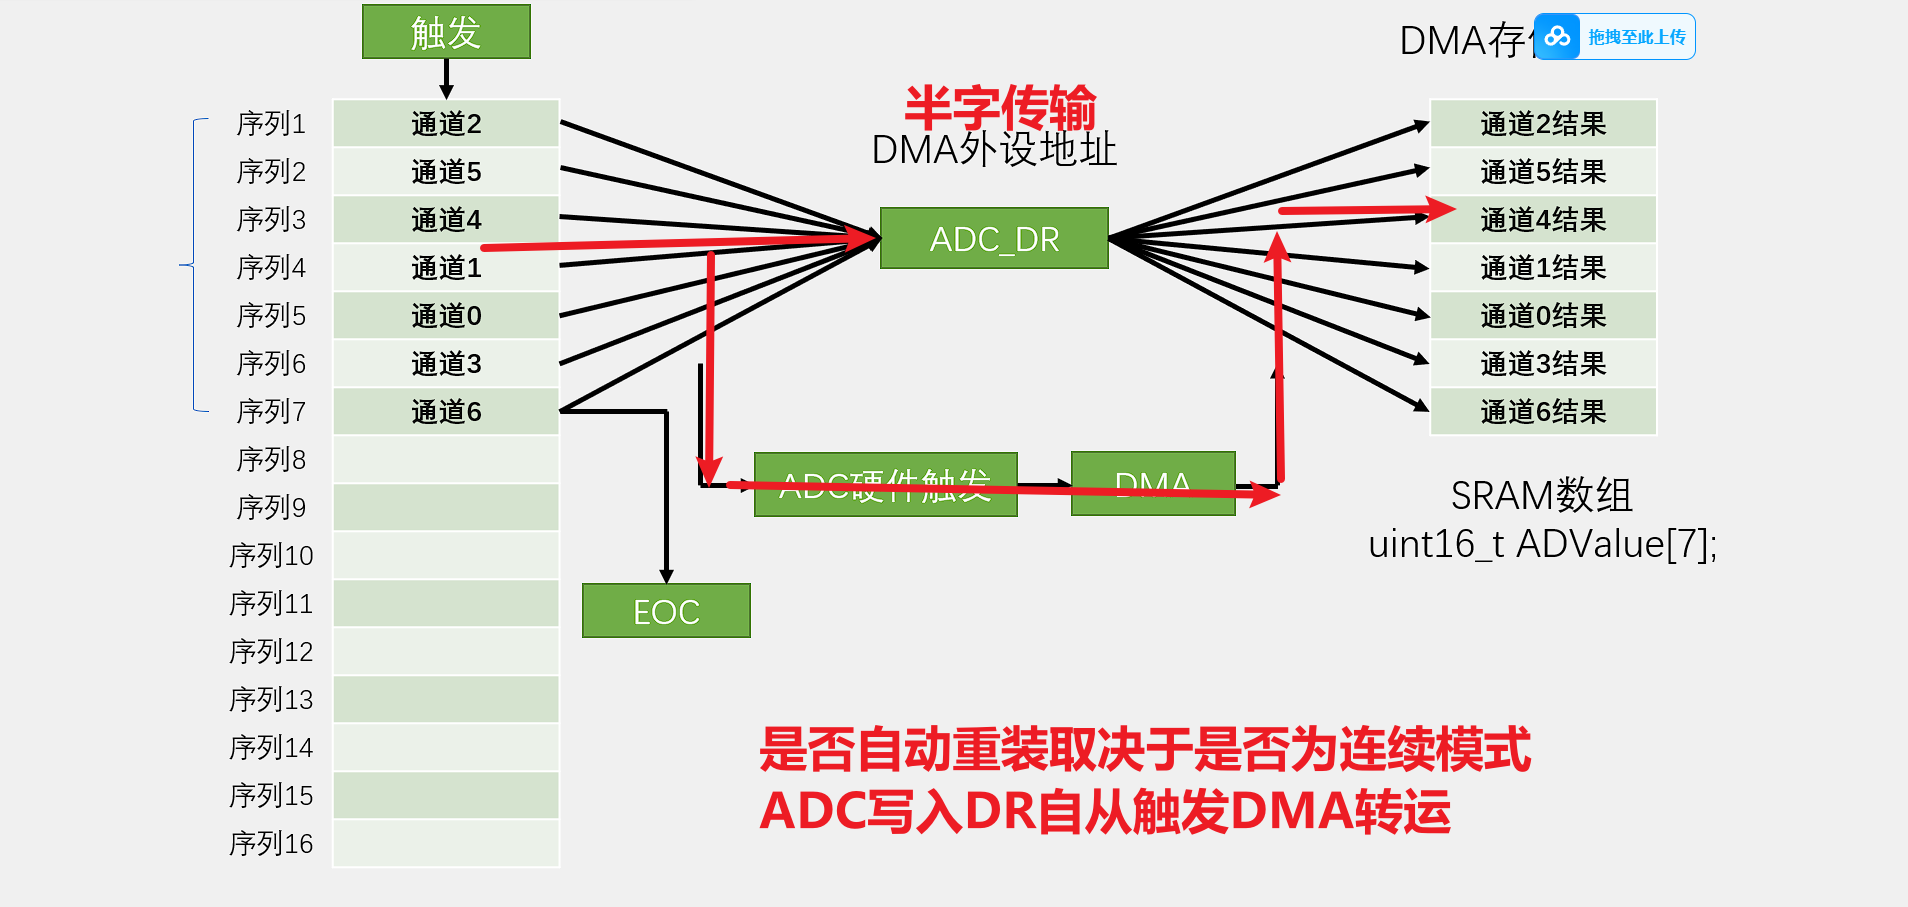 触发
DMA存
拖拽至此上传
半字传输
DMA外设地址
序列1 通道2 通道2结果
序列2 通道5 通道5结果
序列3 通道4 通道4结果
ADC_DR
序列4 通道1 通道1结果
序列5 通道0 通道0结果
序列6 通道3 通道3结果
序列7 通道6 通道6结果
序列8
ADC硬件触发
DMA
SRAM数组
uint16_t ADValue[7];
序列9
序列10
序列11
EOC
序列12
序列13
序列14
序列15
序列16
是否自动重装取决于是否为连续模式
ADC写入DR自从触发DMA转运